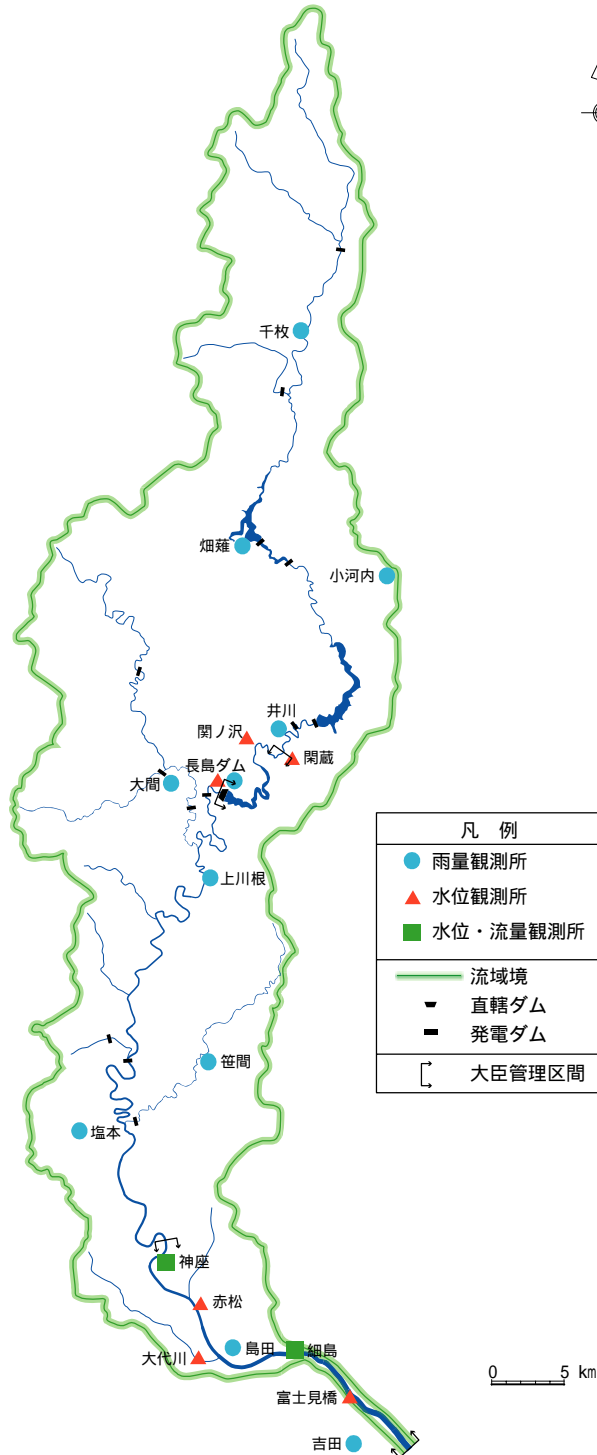 千枚
畑薙
小河内
井川
関ノ沢
閑蔵
長島ダム
大間
上川根
凡 例
雨量観測所
水位観測所
水位・流量観測所
流域境
直轄ダム
発電ダム
大臣管理区間
笹間
塩本
神座
赤松
島田
細島
大代川
富士見橋
吉田
0 5 km